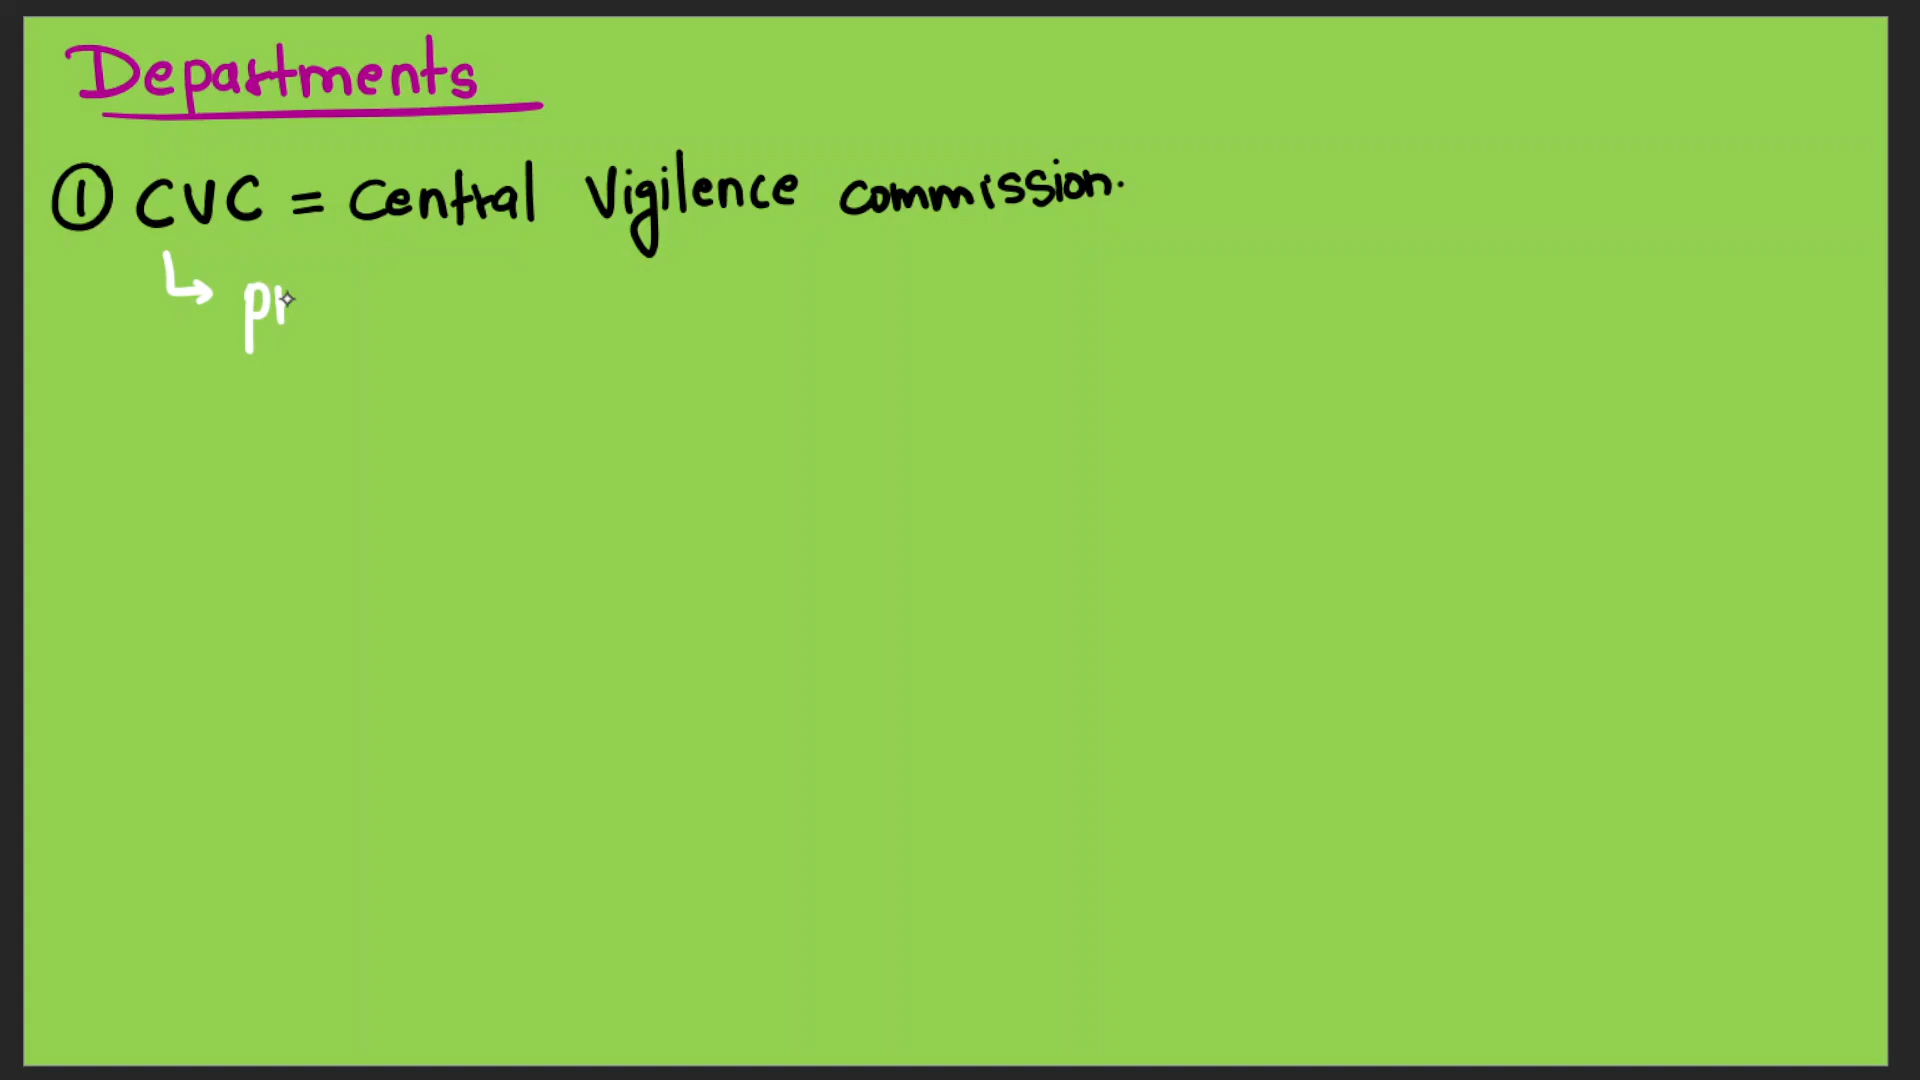 Departments
① CVC = Central Vigilence commission.
↳ pr